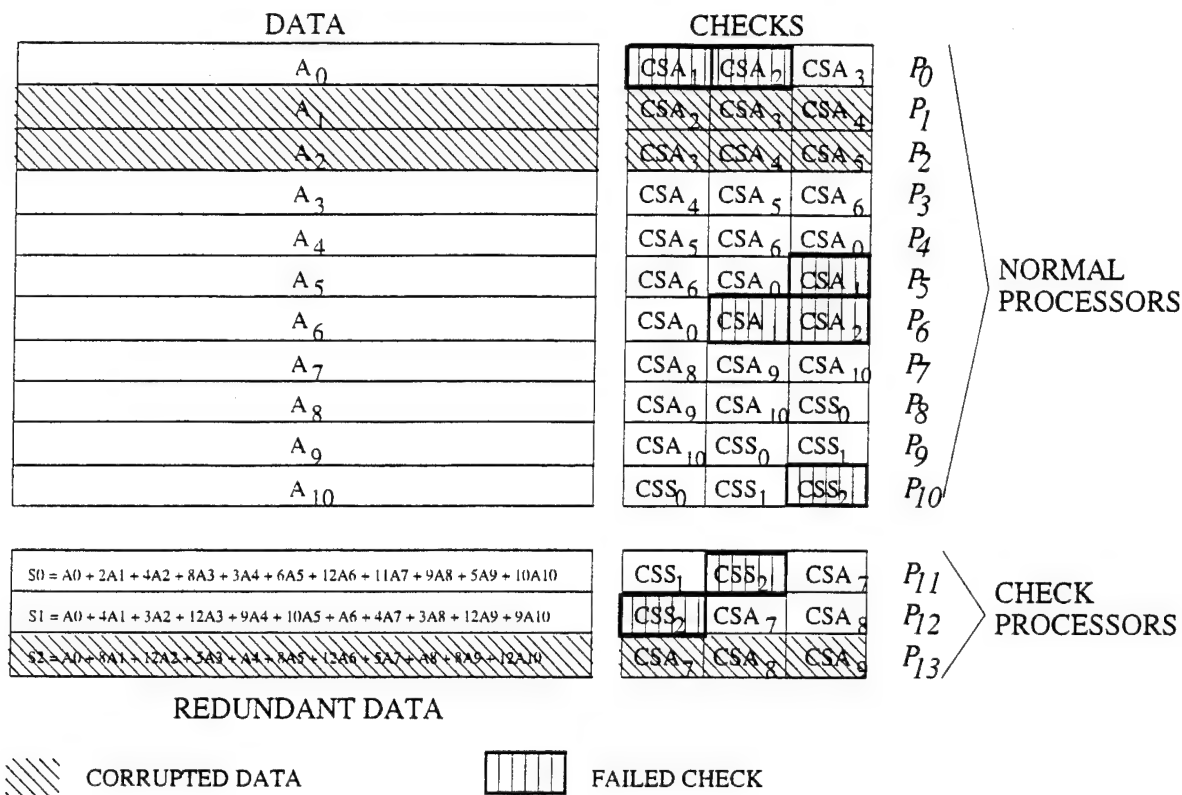 DATA CHECKS
A0 CSA1 CSA2 CSA3 P0
A1 CSA2 CSA3 CSA4 P1
A2 CSA3 CSA4 CSA5 P2
A3 CSA4 CSA5 CSA6 P3
A4 CSA5 CSA6 CSA0 P4
A5 CSA6 CSA0 CSA1 P5
NORMAL
PROCESSORS
A6 CSA0 CSA CSA2 P6
A7 CSA8 CSA9 CSA10 P7
A8 CSA9 CSA10 CSS0 P8
A9 CSA10 CSS0 CSS1 P9
A10 CSS0 CSS1 CSS2 P10
S0 = A0 + 2A1 + 4A2 + 8A3 + 3A4 + 6A5 + 12A6 + 11A7 + 9A8 + 5A9 + 10A10 CSS1 CSS2 CSA7 P11
S1 = A0 + 4A1 + 3A2 + 12A3 + 9A4 + 10A5 + A6 + 4A7 + 3A8 + 12A9 + 9A10 CSS2 CSA7 CSA8 P12
CHECK
PROCESSORS
S2 = A0 + 8A1 + 12A2 + 5A3 + A4 + 8A5 + 12A6 + 5A7 + A8 + 8A9 + 12A10 CSA7 CSA8 CSA9 P13
REDUNDANT DATA
CORRUPTED DATA FAILED CHECK